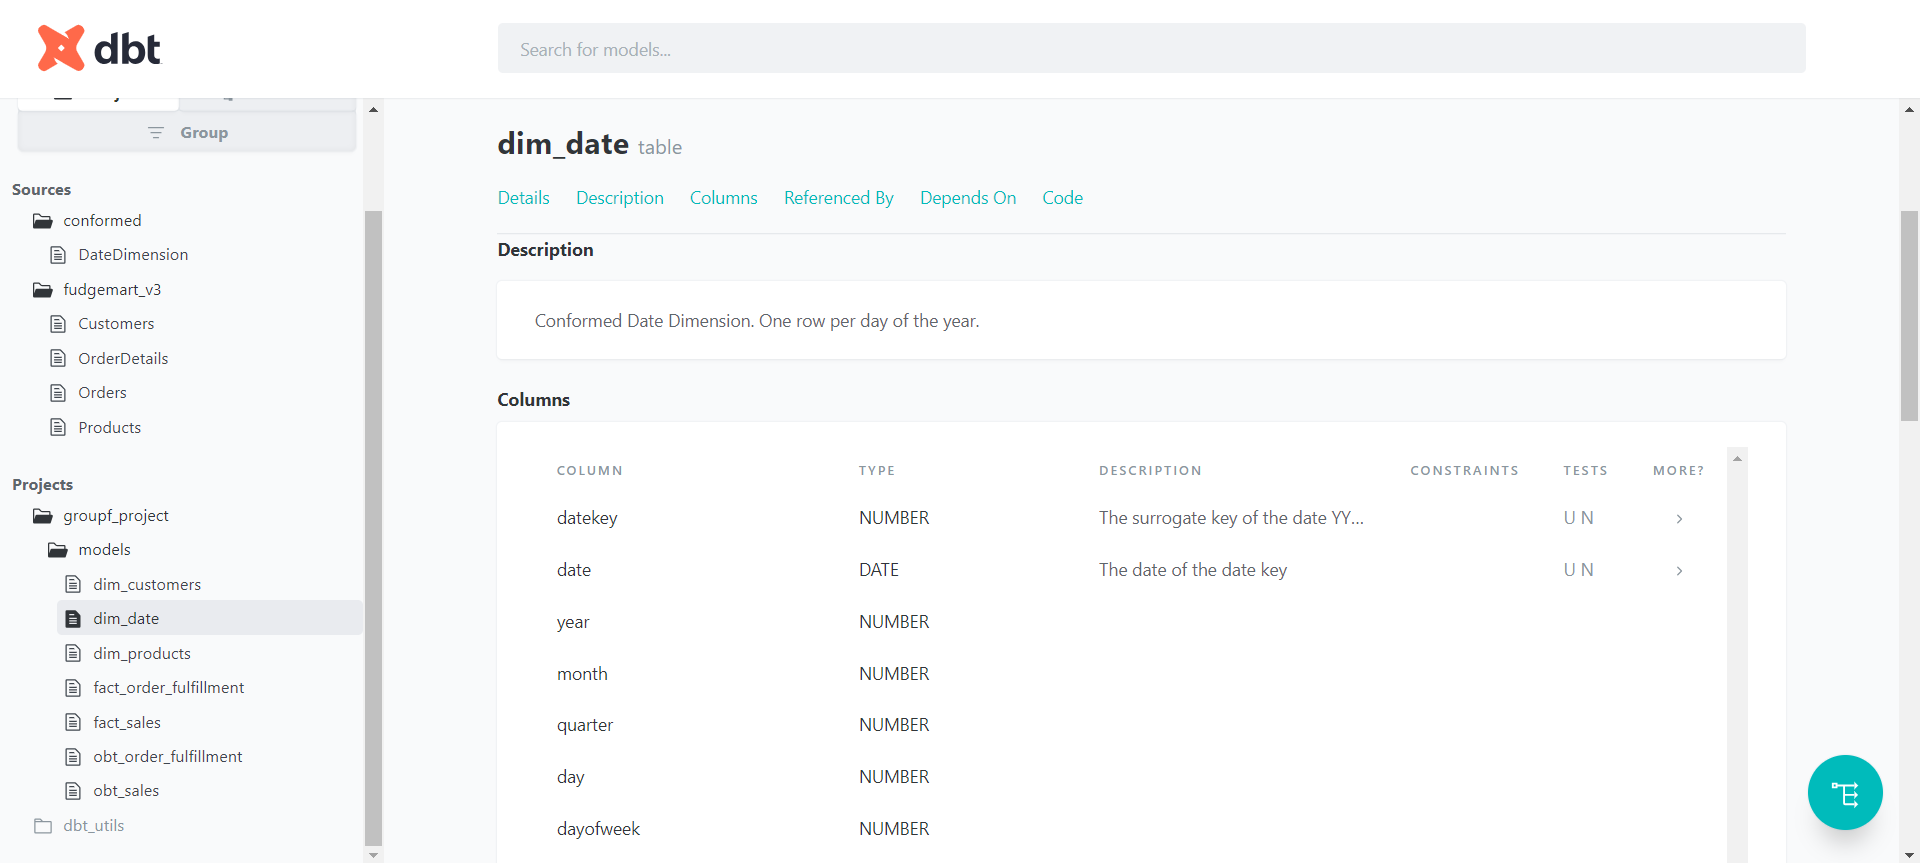 dbt
Search for models...
Group
Sources
conformed
DateDimension
fudgemart_v3
Customers
OrderDetails
Orders
Products
Projects
groupf_project
models
dim_customers
dim_date
dim_products
fact_order_fulfillment
fact_sales
obt_order_fulfillment
obt_sales
dbt_utils
dim_date table
Details Description Columns Referenced By Depends On Code
Description
Conformed Date Dimension. One row per day of the year.
Columns
COLUMN TYPE DESCRIPTION CONSTRAINTS TESTS MORE?
datekey NUMBER The surrogate key of the date YY... U N
date DATE The date of the date key U N
year NUMBER
month NUMBER
quarter NUMBER
day NUMBER
dayofweek NUMBER